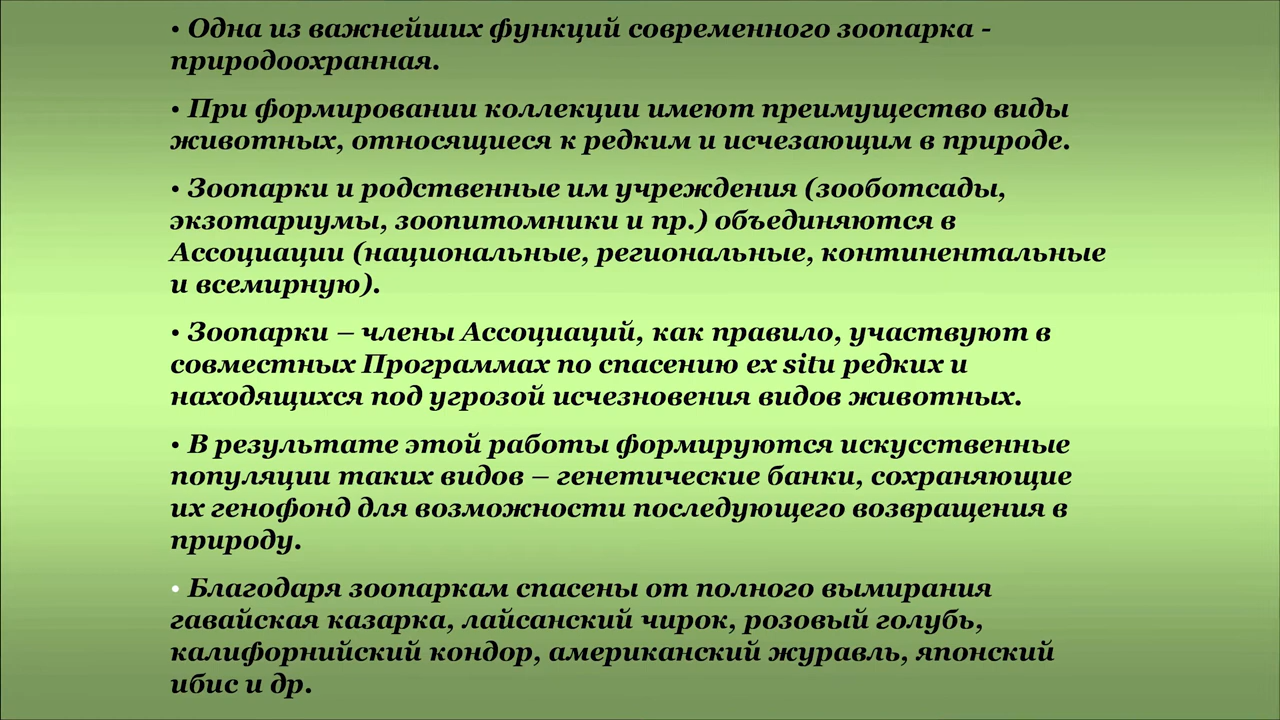 • Одна из важнейших функций современного зоопарка -
природоохранная.
• При формировании коллекции имеют преимущество виды
животных, относящиеся к редким и исчезающим в природе.
• Зоопарки и родственные им учреждения (зооботсады,
экзотариумы, зоопитомники и пр.) объединяются в
Ассоциации (национальные, региональные, континентальные
и всемирную).
• Зоопарки – члены Ассоциаций, как правило, участвуют в
совместных Программах по спасению ex situ редких и
находящихся под угрозой исчезновения видов животных.
• В результате этой работы формируются искусственные
популяции таких видов – генетические банки, сохраняющие
их генофонд для возможности последующего возвращения в
природу.
• Благодаря зоопаркам спасены от полного вымирания
гавайская казарка, лайсанский чирок, розовый голубь,
калифорнийский кондор, американский журавль, японский
ибис и др.